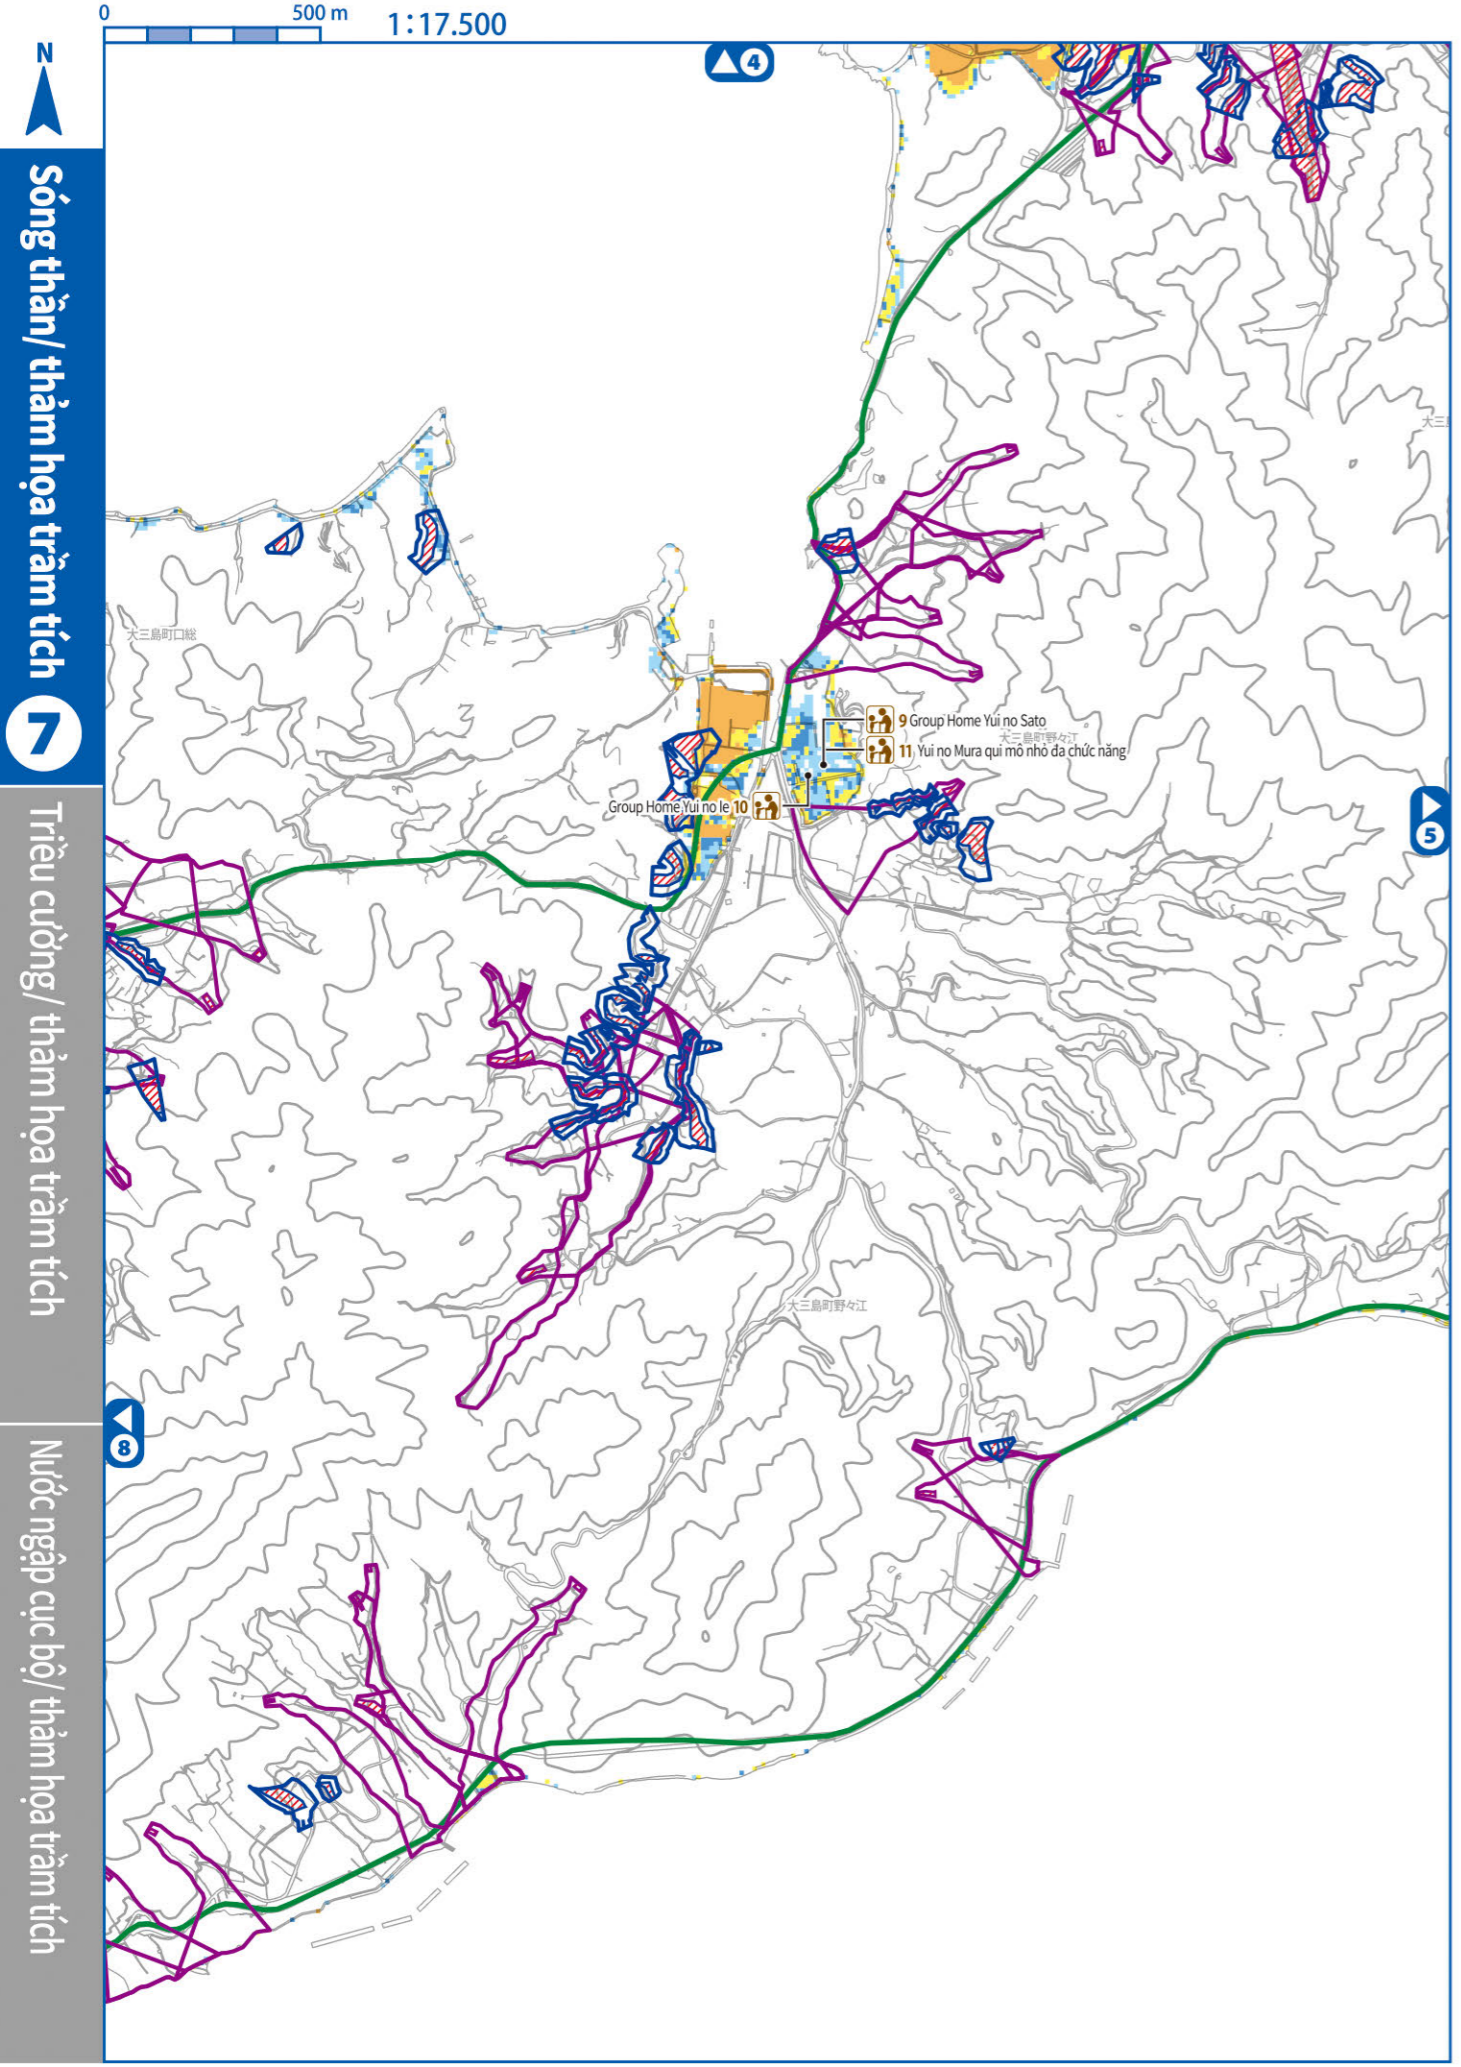 0 500 m 1:17.500
N
4
Sóng thần/ thảm họa trầm tích 7
Triều cường/ thảm họa trầm tích
Nước ngập cục bộ/ thảm họa trầm tích
大三島町口総
9 Group Home Yui no Sato
大三島町野々江
11 Yui no Mura qui mô nhỏ đa chức năng
Group Home Yui no Ie 10
5
大三島町野々江
8